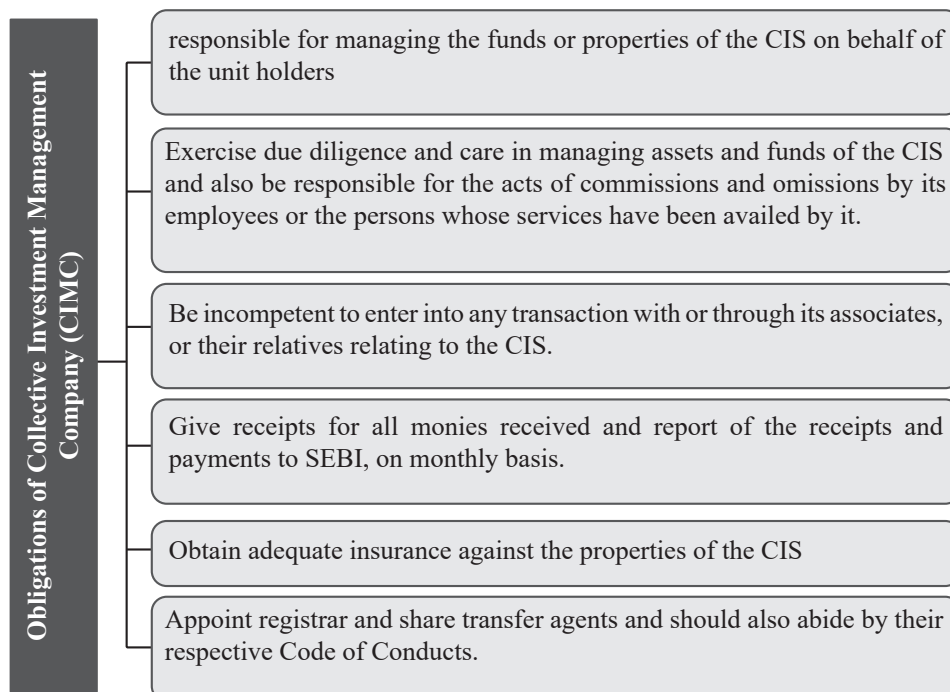 Obligations of Collective Investment Management
Company (CIMC)
responsible for managing the funds or properties of the CIS on behalf of
the unit holders
Exercise due diligence and care in managing assets and funds of the CIS
and also be responsible for the acts of commissions and omissions by its
employees or the persons whose services have been availed by it.
Be incompetent to enter into any transaction with or through its associates,
or their relatives relating to the CIS.
Give receipts for all monies received and report of the receipts and
payments to SEBI, on monthly basis.
Obtain adequate insurance against the properties of the CIS
Appoint registrar and share transfer agents and should also abide by their
respective Code of Conducts.